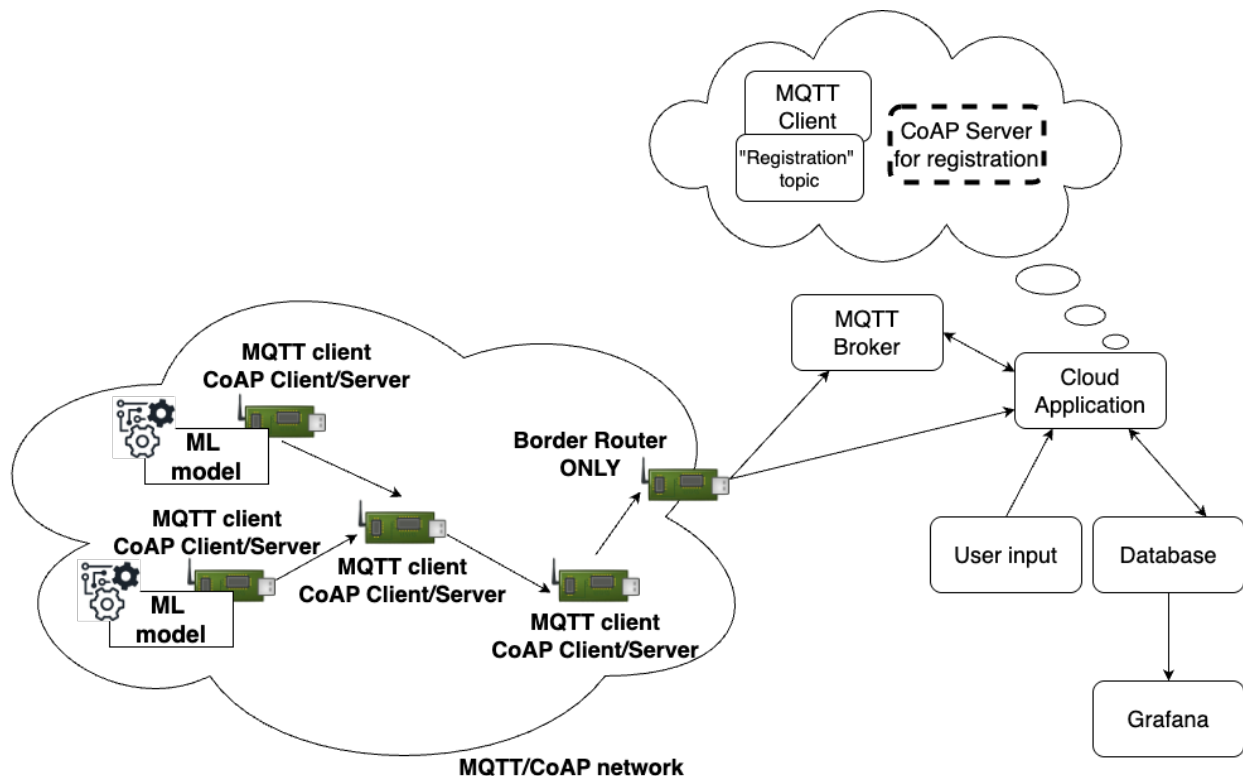 MQTT
Client
"Registration"
topic
CoAP Server
for registration
MQTT
Broker
Cloud
Application
User input
Database
Grafana
MQTT client
CoAP Client/Server
ML
model
Border Router
ONLY
MQTT client
CoAP Client/Server
ML
model
MQTT client
CoAP Client/Server
MQTT client
CoAP Client/Server
MQTT/CoAP network